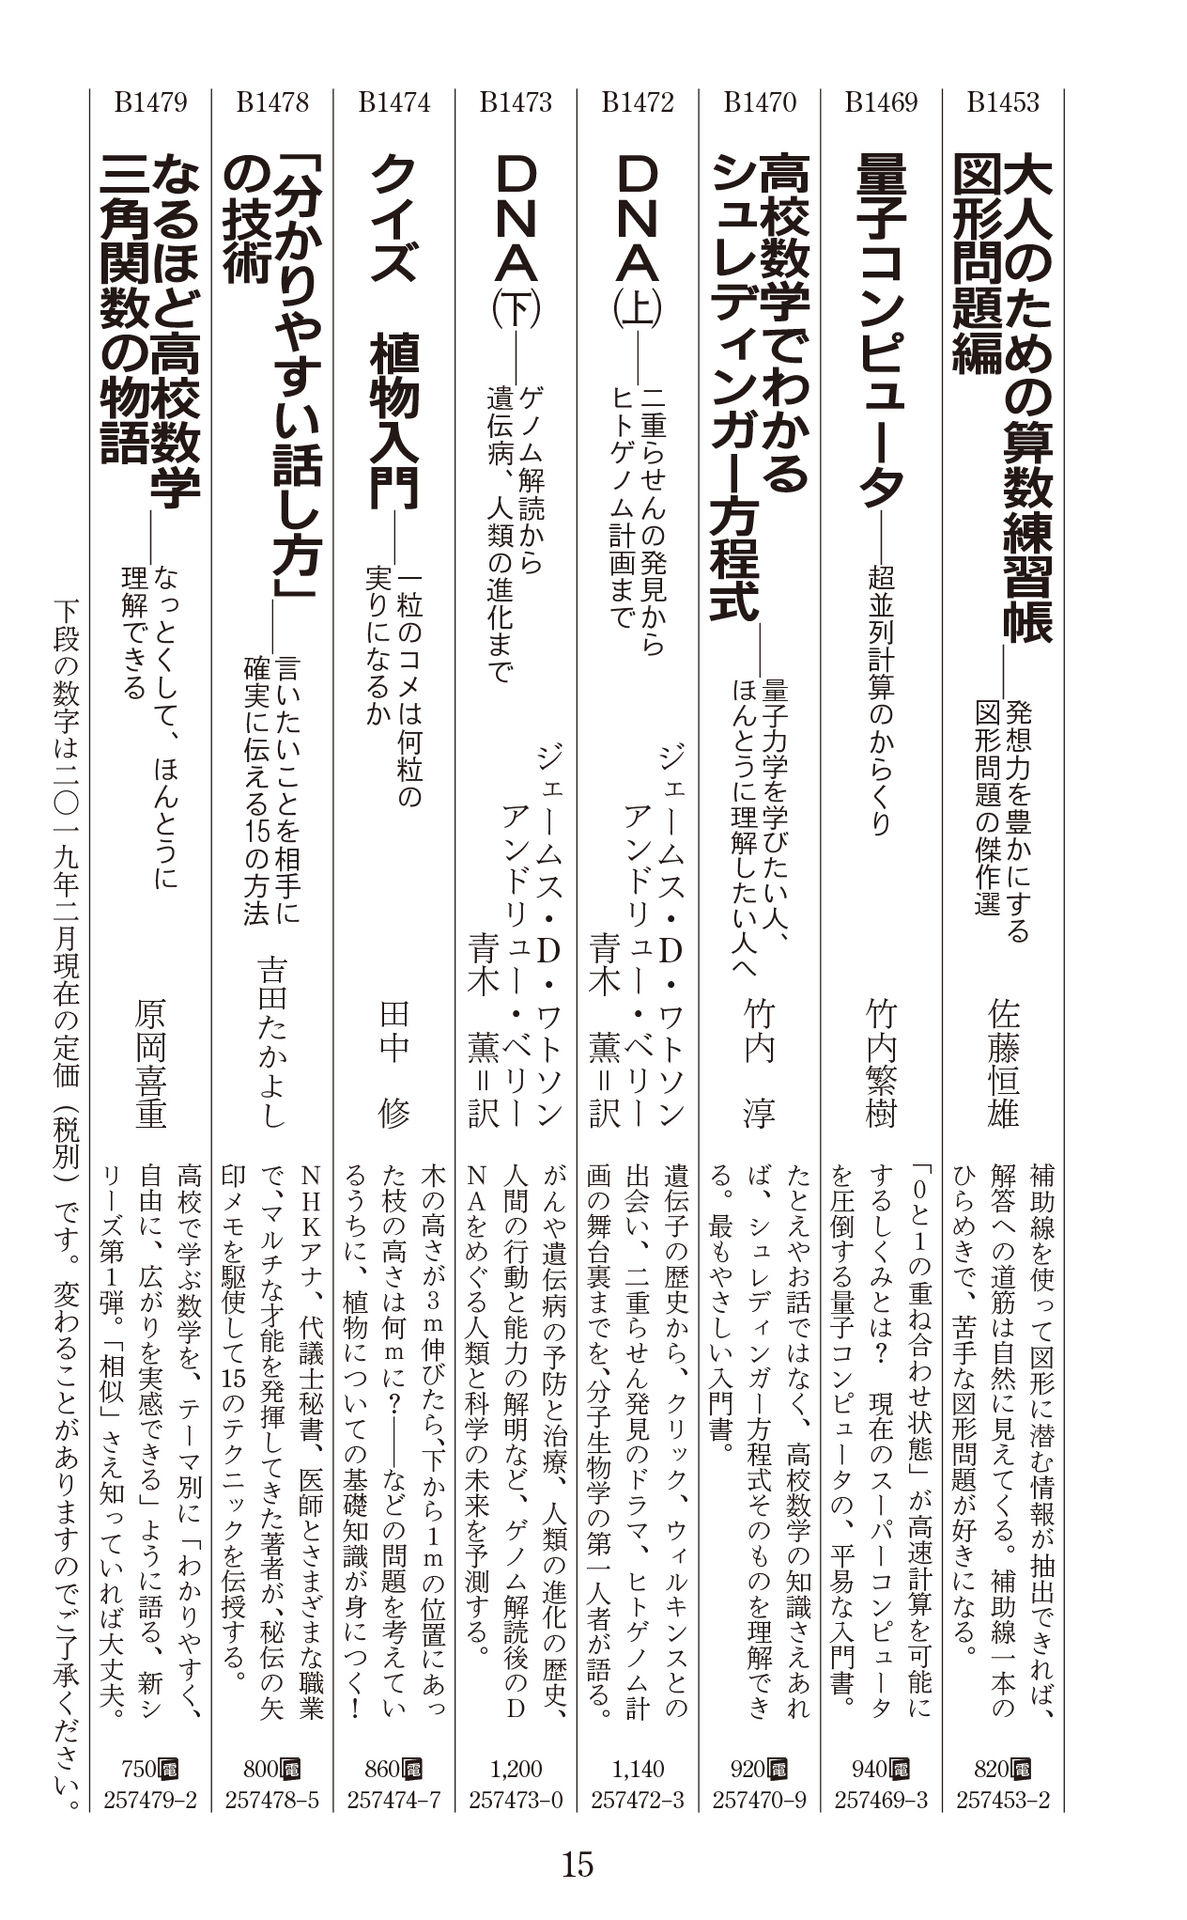 B1453
大人のための算数練習帳
図形問題編
――発想力を豊かにする
図形問題の傑作選
佐藤恒雄
補助線を使って図形に潜む情報が抽出できれば、
解答への道筋は自然に見えてくる。補助線一本の
ひらめきで、苦手な図形問題が好きになる。
820電
257453-2
B1469
量子コンピュータ――超並列計算のからくり
竹内繁樹
「0と1の重ね合わせ状態」が高速計算を可能に
するしくみとは？　現在のスーパーコンピュータ
を圧倒する量子コンピュータの、平易な入門書。
940電
257469-3
B1470
高校数学でわかる
シュレディンガー方程式
――量子力学を学びたい人、
ほんとうに理解したい人へ
竹内　淳
たとえやお話ではなく、高校数学の知識さえあれ
ば、シュレディンガー方程式そのものを理解でき
る。最もやさしい入門書。
920電
257470-9
B1472
DNA（上）
――二重らせんの発見から
ヒトゲノム計画まで
ジェームス・D・ワトソン
アンドリュー・ベリー
青木　薫＝訳
遺伝子の歴史から、クリック、ウィルキンスとの
出会い、二重らせん発見のドラマ、ヒトゲノム計
画の舞台裏までを、分子生物学の第一人者が語る。
1,140
257472-3
B1473
DNA（下）
――ゲノム解読から
遺伝病、人類の進化まで
ジェームス・D・ワトソン
アンドリュー・ベリー
青木　薫＝訳
がんや遺伝病の予防と治療、人類の進化の歴史、
人間の行動と能力の解明など、ゲノム解読後のD
NAをめぐる人類と科学の未来を予測する。
1,200
257473-0
B1474
クイズ　植物入門
――一粒のコメは何粒の
実りになるか
田中　修
木の高さが3m伸びたら、下から1mの位置にあっ
た枝の高さは何mに？――などの問題を考えてい
るうちに、植物についての基礎知識が身につく！
860電
257474-7
B1478
「分かりやすい話し方」
の技術
――言いたいことを相手に
確実に伝える15の方法
吉田たかよし
NHKアナ、代議士秘書、医師とさまざまな職業
で、マルチな才能を発揮してきた著者が、秘伝の矢
印メモを駆使して15のテクニックを伝授する。
800電
257478-5
B1479
なるほど高校数学
三角関数の物語
――なっとくして、ほんとうに
理解できる
原岡喜重
高校で学ぶ数学を、テーマ別に「わかりやすく、
自由に、広がりを実感できる」ように語る、新シ
リーズ第1弾。「相似」さえ知っていれば大丈夫。
750電
257479-2
下段の数字は二〇一九年二月現在の定価（税別）です。変わることがありますのでご了承ください。
15